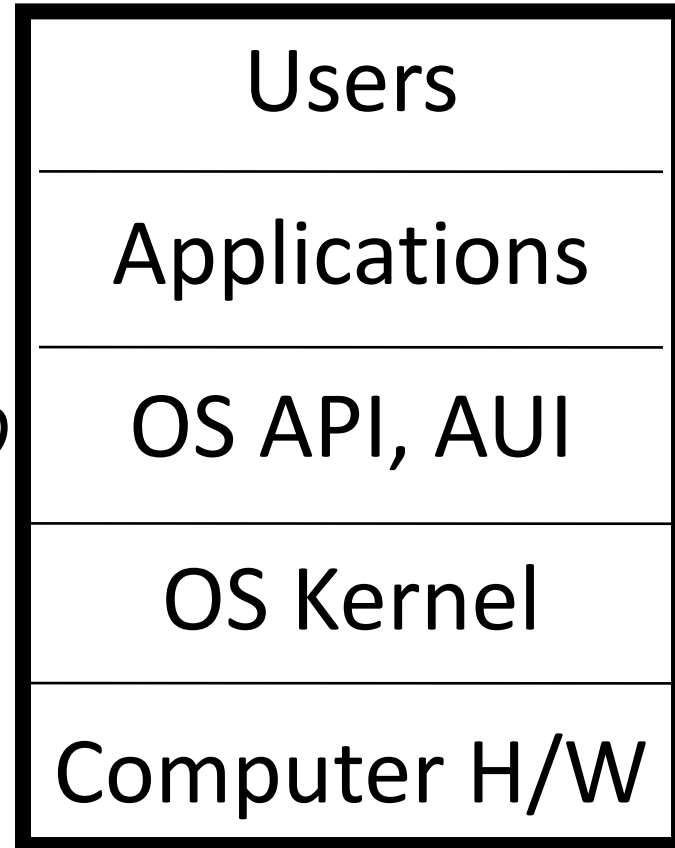 Users
Applications
OS API, AUI
OS Kernel
Computer H/W